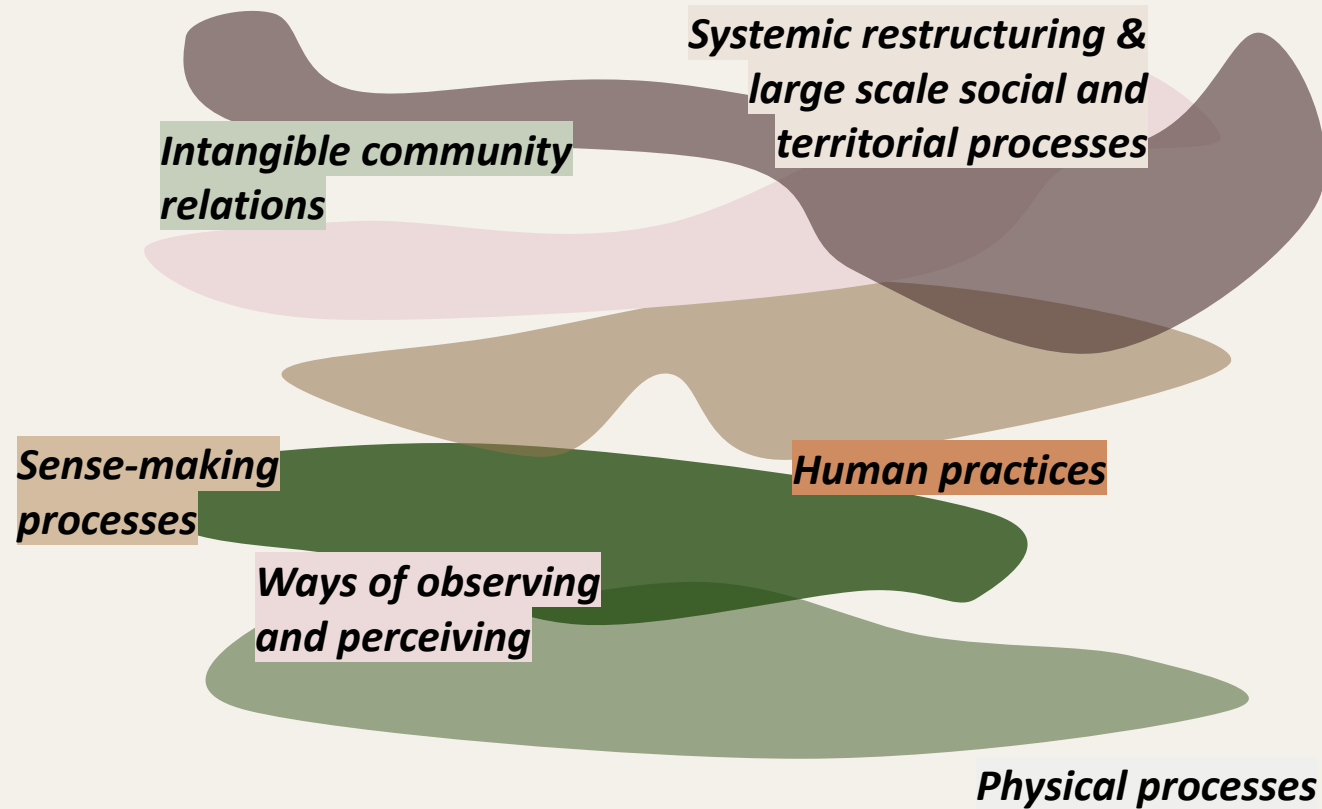 Systemic restructuring &
large scale social and
territorial processes
Intangible community
relations
Sense-making
processes
Human practices
Ways of observing
and perceiving
Physical processes